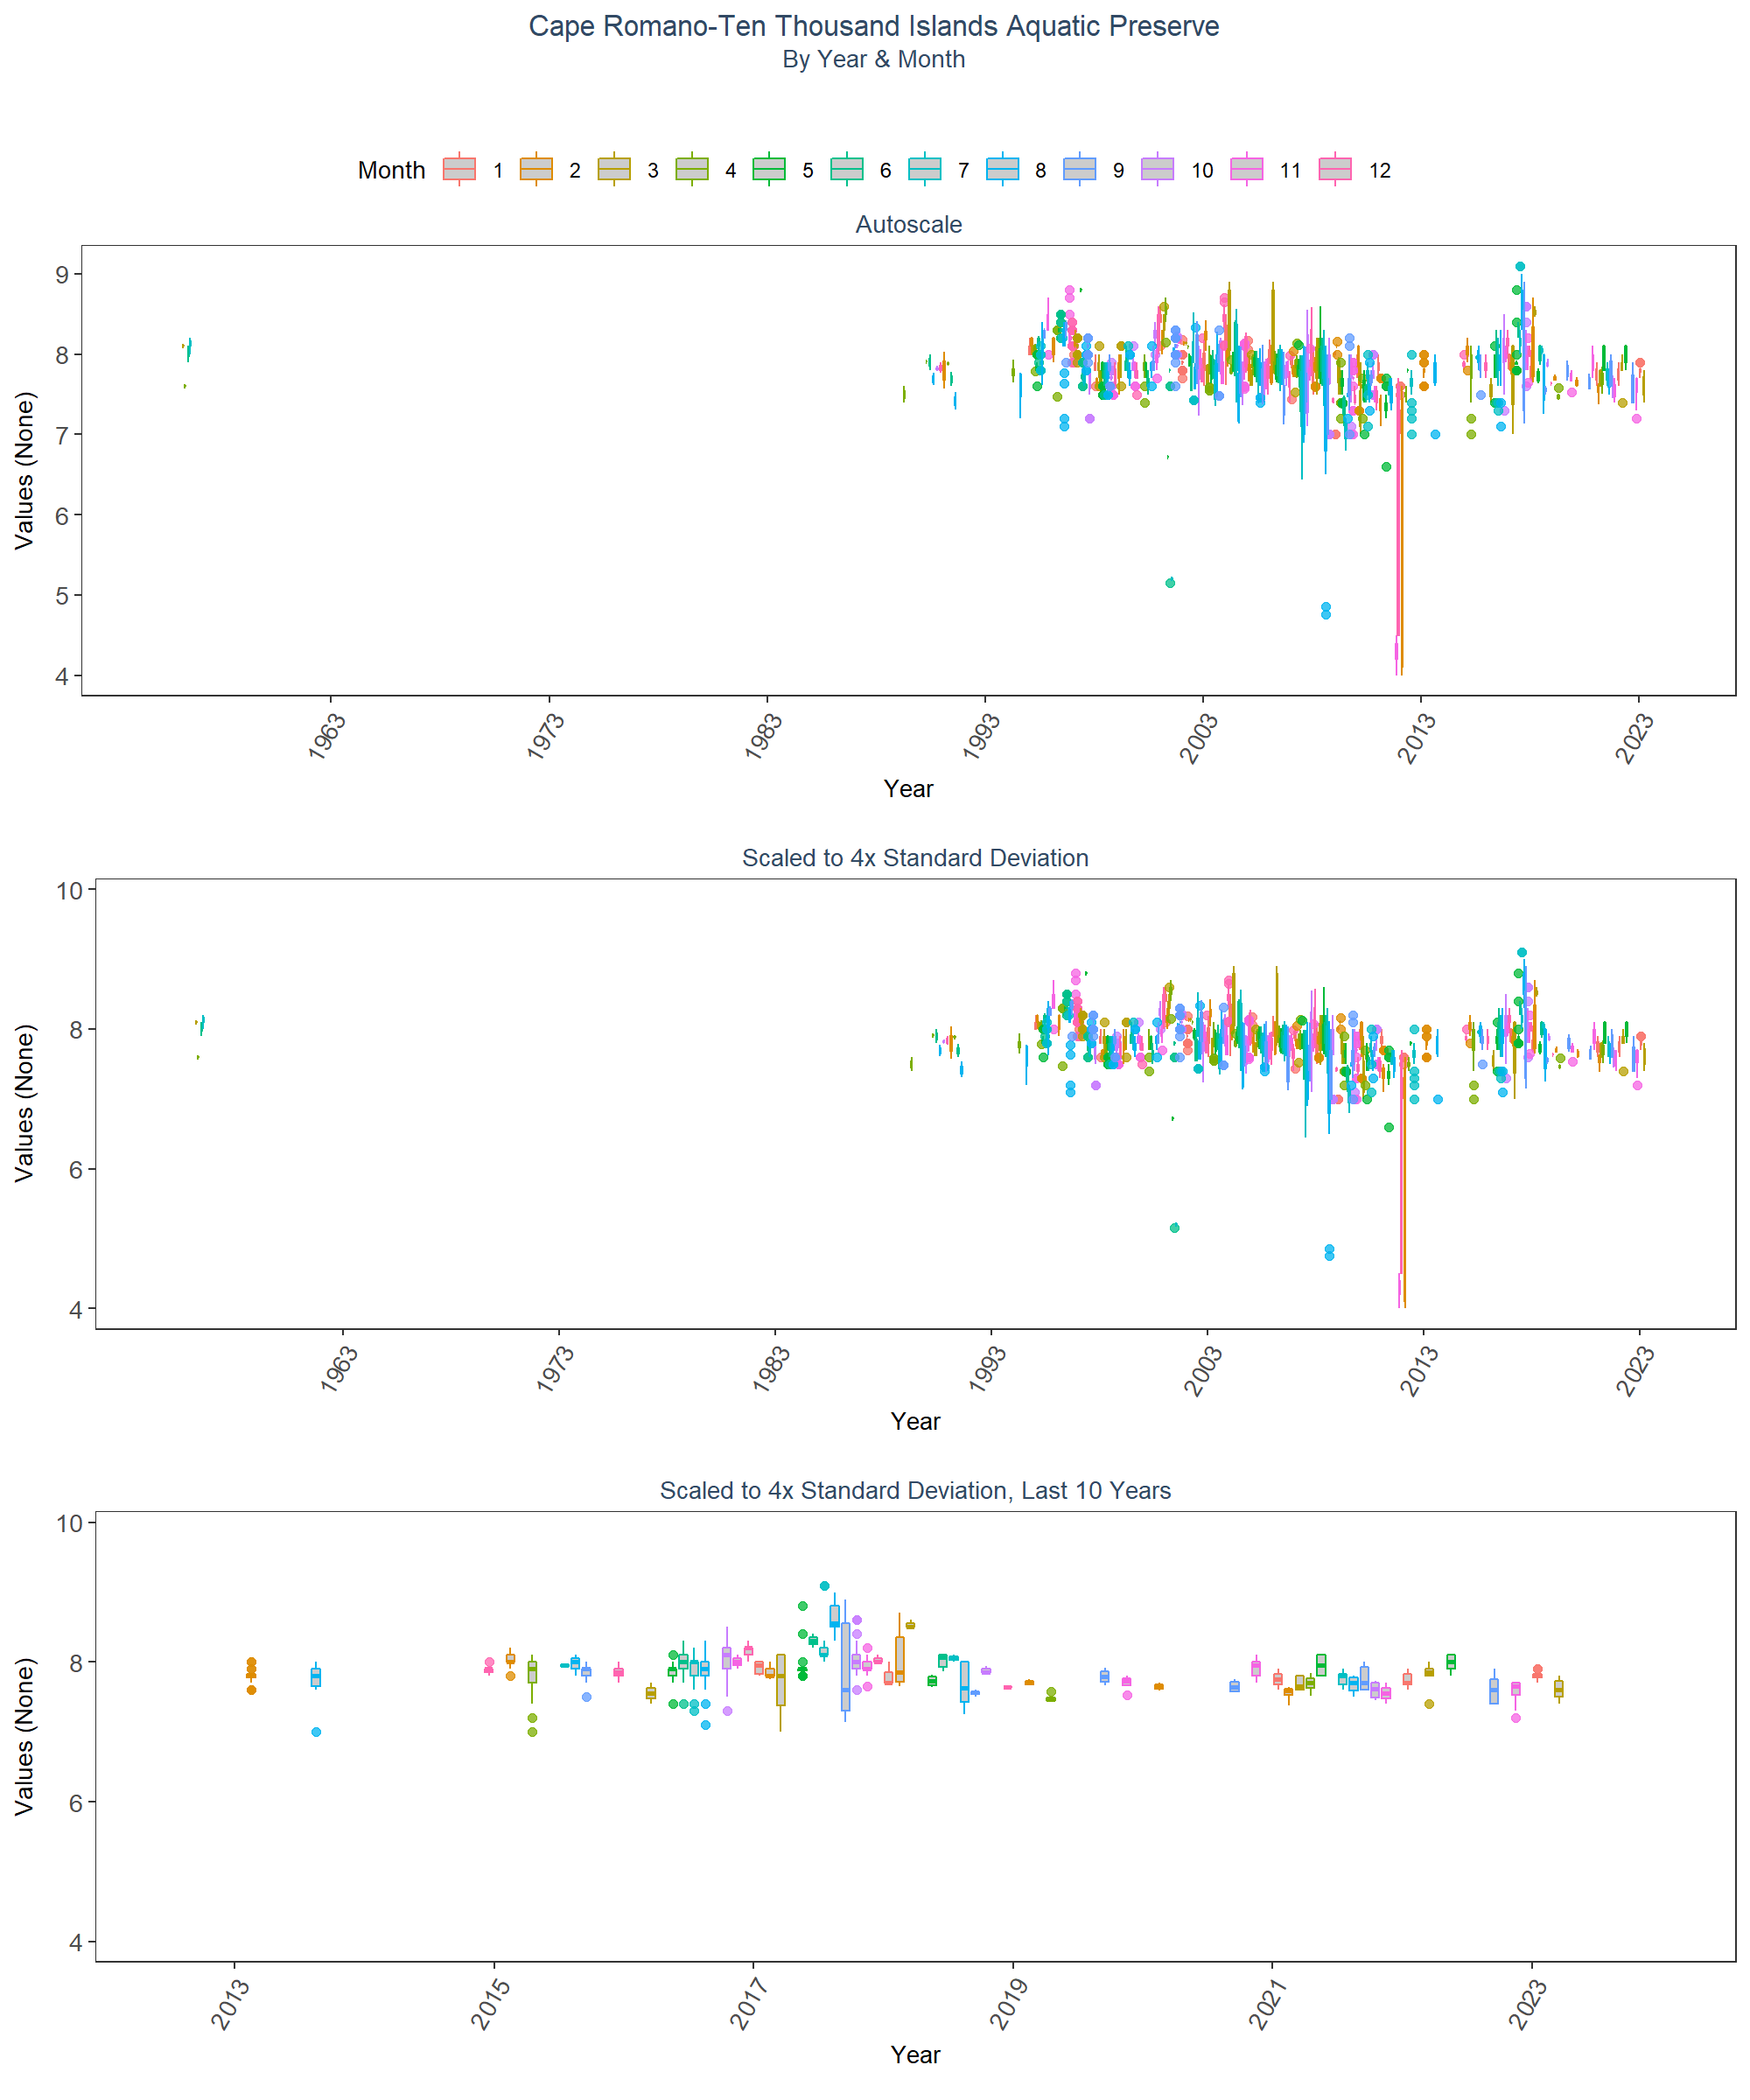 Cape Romano-Ten Thousand Islands Aquatic Preserve
By Year & Month
Month 1 2 3 4 5 6 7 8 9 10 11 12
Autoscale
Values (None)
9
8
7
6
5
4
1963 1973 1983 1993 2003 2013 2023
Year
Scaled to 4x Standard Deviation
Values (None)
10
8
6
4
1963 1973 1983 1993 2003 2013 2023
Year
Scaled to 4x Standard Deviation, Last 10 Years
Values (None)
10
8
6
4
2013 2015 2017 2019 2021 2023
Year